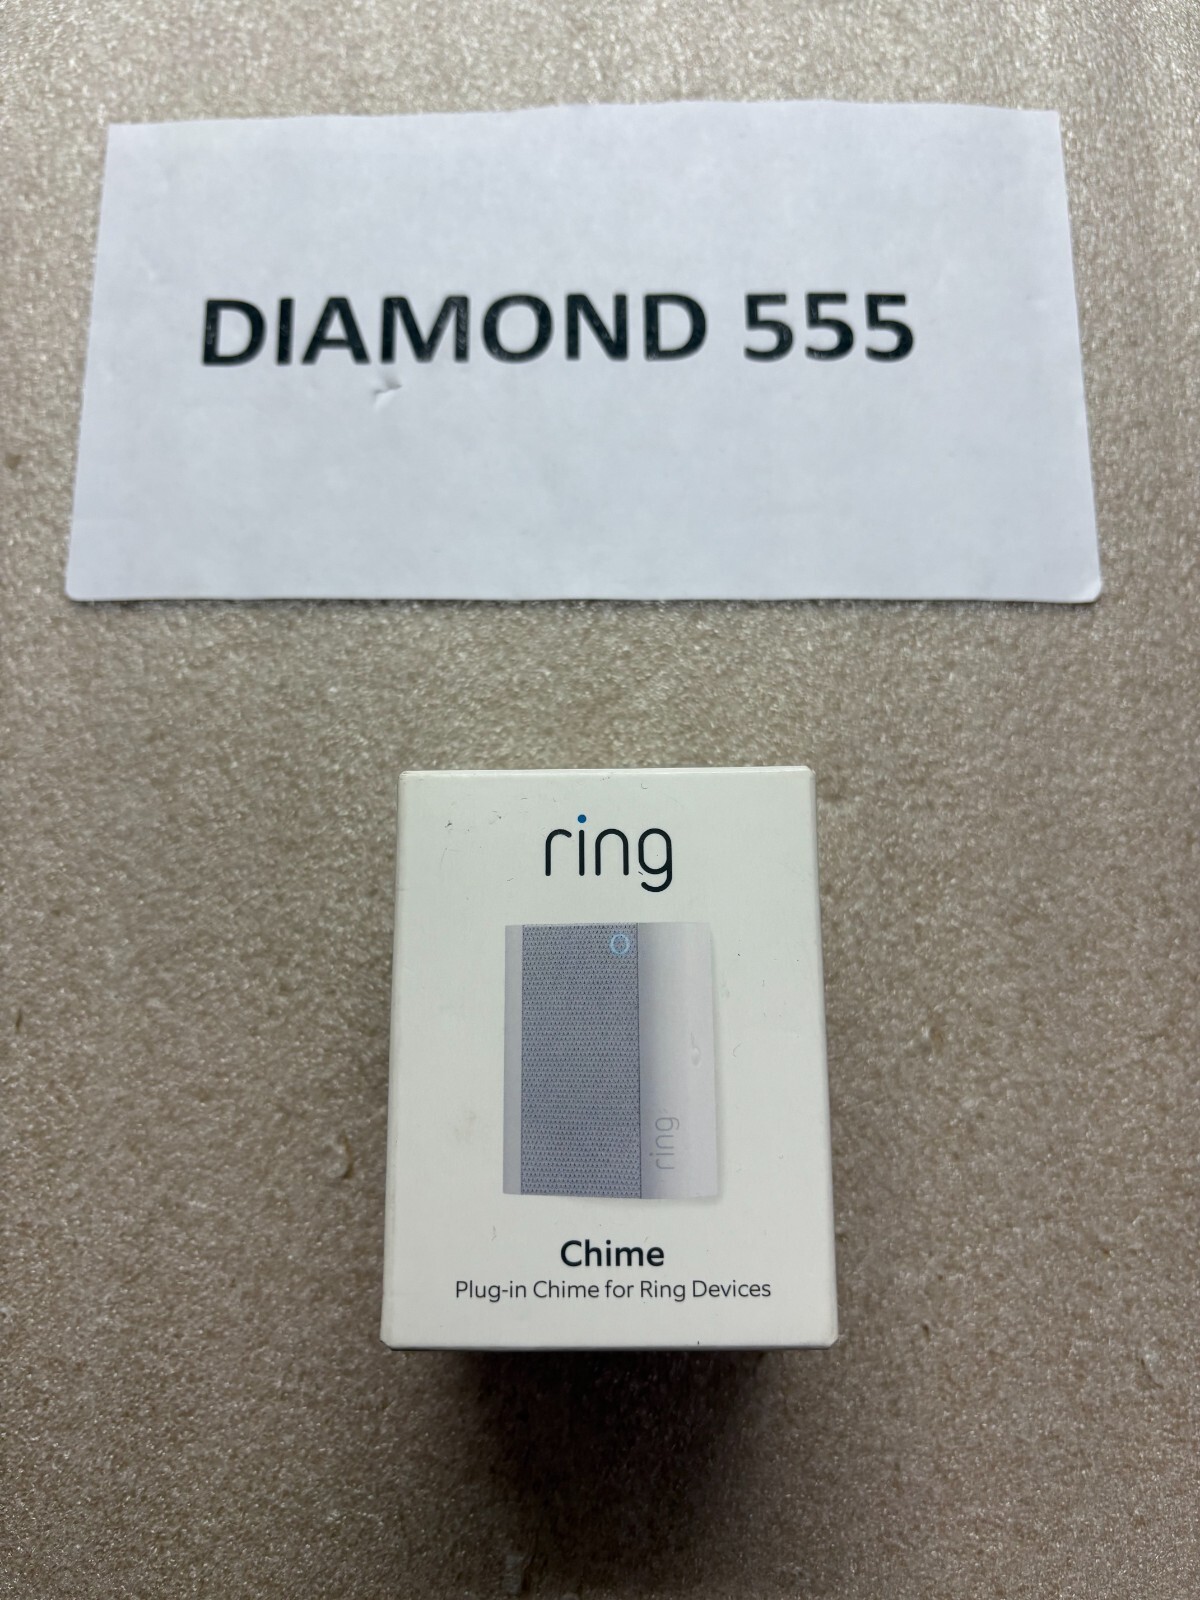 DIAMOND 555
ring
ring
Chime
Plug-in Chime for Ring Devices